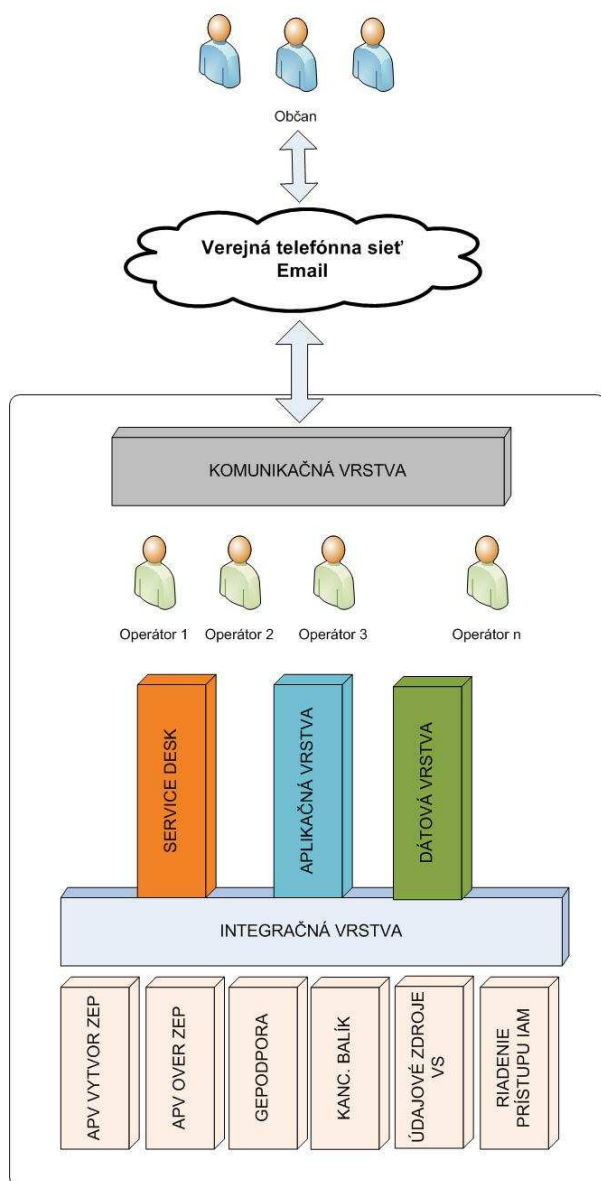 Občan
Verejná telefónna sieť
Email
KOMUNIKAČNÁ VRSTVA
Operátor 1
Operátor 2
Operátor 3
Operátor n
SERVICE DESK
APLIKAČNÁ VRSTVA
DÁTOVÁ VRSTVA
INTEGRAČNÁ VRSTVA
APV VYTVOR ZEP
APV OVER ZEP
GEPODPORA
KANC. BALÍK
ÚDAJOVÉ ZDROJE
VS
RIADENIE
PRÍSTUPU IAM